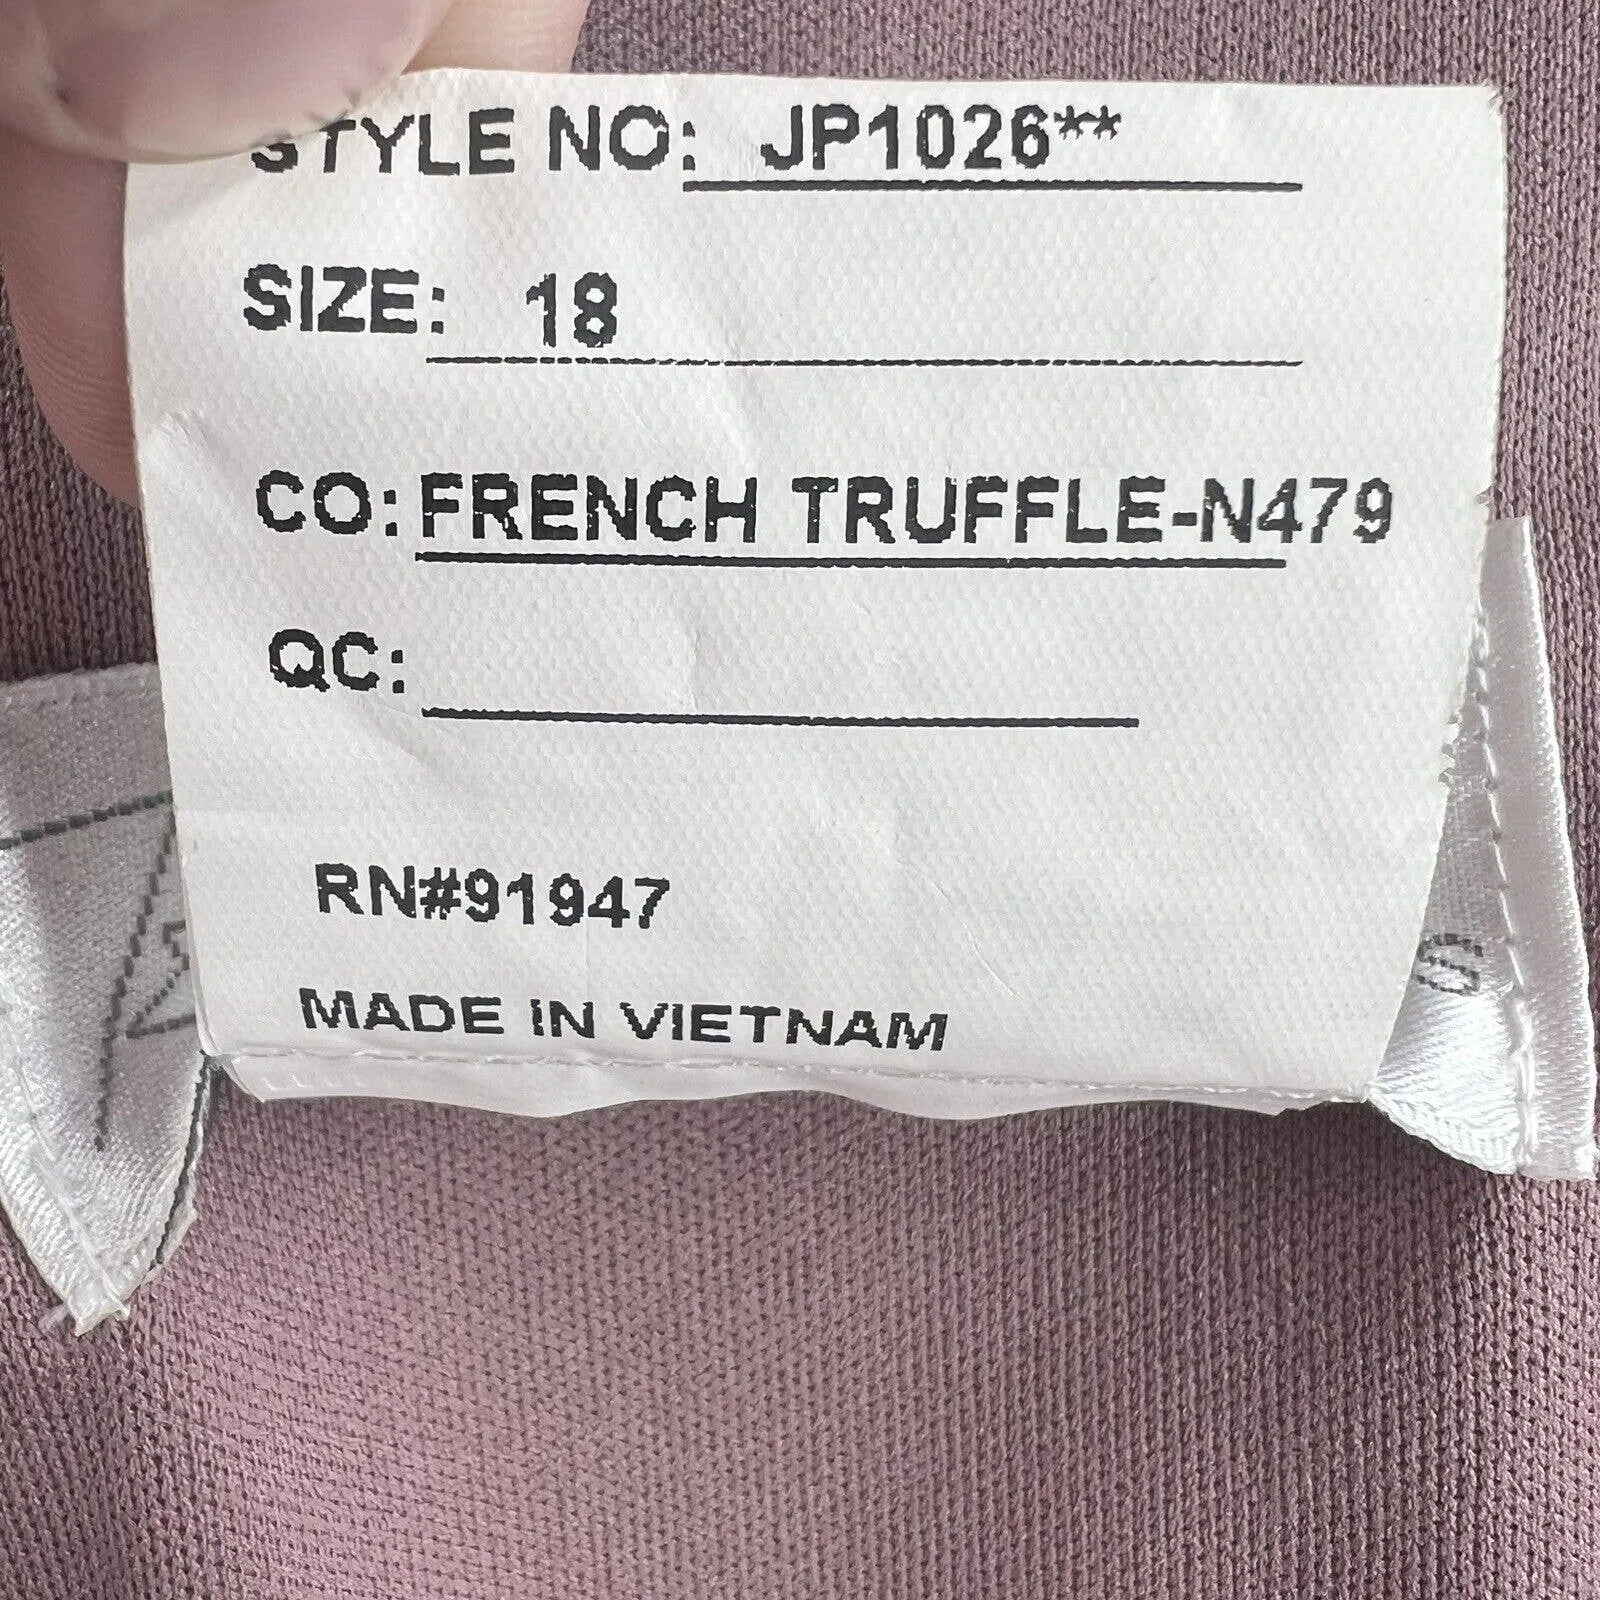 STYLE NO: JP1026**
SIZE: 18
CO: FRENCH TRUFFLE-N479
QC:
RN#91947
MADE IN VIETNAM
S